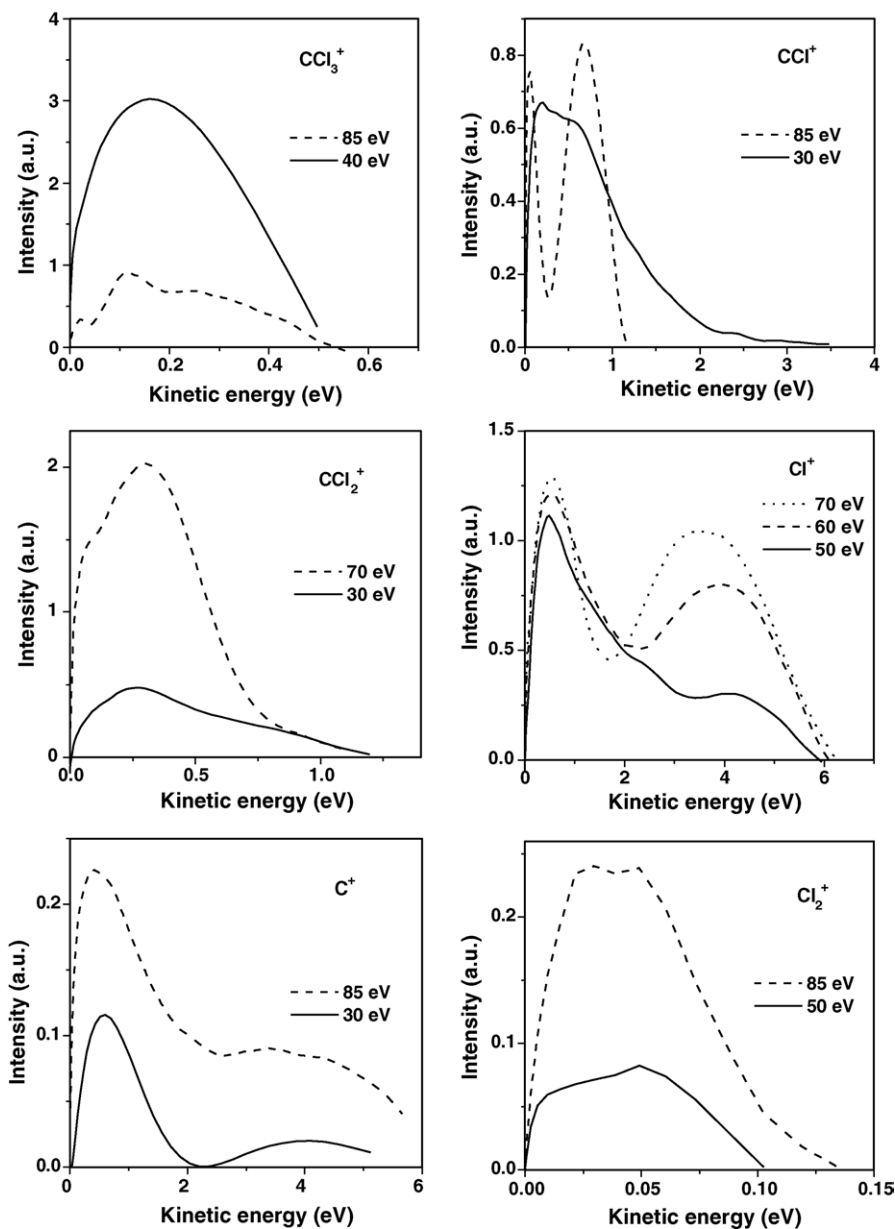 4
3
2
1
0
Intensity (a.u.)
CCl₃⁺
85 eV
40 eV
0.0 0.2 0.4 0.6
Kinetic energy (eV)
0.8
0.6
0.4
0.2
0.0
Intensity (a.u.)
CCl⁺
85 eV
30 eV
0 1 2 3 4
Kinetic energy (eV)
2
1
0
Intensity (a.u.)
CCl₂⁺
70 eV
30 eV
0.0 0.5 1.0
Kinetic energy (eV)
1.5
1.0
0.5
0.0
Intensity (a.u.)
Cl⁺
70 eV
60 eV
50 eV
0 2 4 6
Kinetic energy (eV)
0.2
0.1
0.0
Intensity (a.u.)
C⁺
85 eV
30 eV
0 2 4 6
Kinetic energy (eV)
0.2
0.1
0.0
Intensity (a.u.)
Cl₂⁺
85 eV
50 eV
0.00 0.05 0.10 0.15
Kinetic energy (eV)